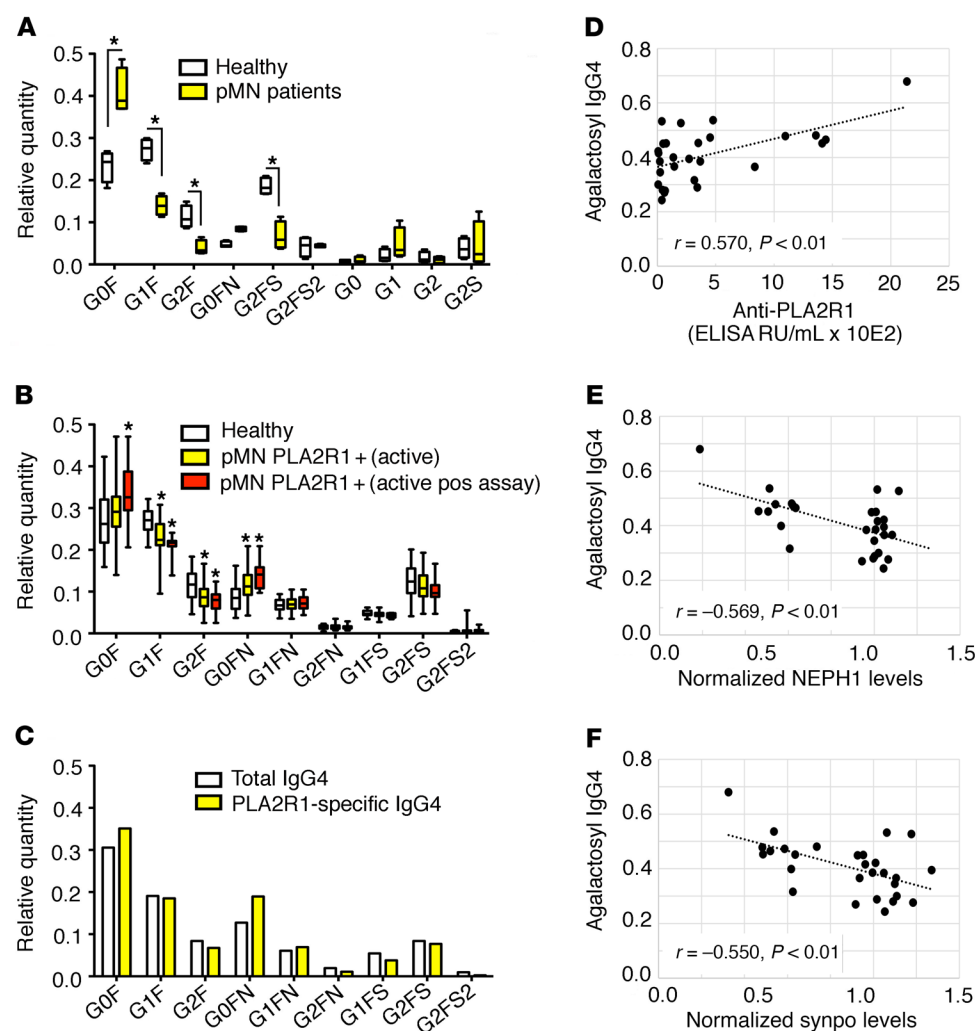 A
Relative quantity
0.5
0.4
0.3
0.2
0.1
0.0
*
*
*
*
Healthy
pMN patients
G0F
G1F
G2F
G0FN
G2FS
G2FS2
G0
G1
G2
G2S
B
Relative quantity
0.5
0.4
0.3
0.2
0.1
0.0
Healthy
pMN PLA2R1 + (active)
pMN PLA2R1 + (active pos assay)
*
*
*
*
*
* *
G0F
G1F
G2F
G0FN
G1FN
G2FN
G1FS
G2FS
G2FS2
C
Relative quantity
0.5
0.4
0.3
0.2
0.1
0.0
Total IgG4
PLA2R1-specific IgG4
G0F
G1F
G2F
G0FN
G1FN
G2FN
G1FS
G2FS
G2FS2
D
Agalactosyl IgG4
0.8
0.6
0.4
0.2
0.0
r = 0.570, P < 0.01
0 5 10 15 20 25
Anti-PLA2R1
(ELISA RU/mL x 10E2)
E
Agalactosyl IgG4
0.8
0.6
0.4
0.2
0.0
r = –0.569, P < 0.01
0.0 0.5 1.0 1.5
Normalized NEPH1 levels
F
Agalactosyl IgG4
0.8
0.6
0.4
0.2
0.0
r = –0.550, P < 0.01
0.0 0.5 1.0 1.5
Normalized synpo levels